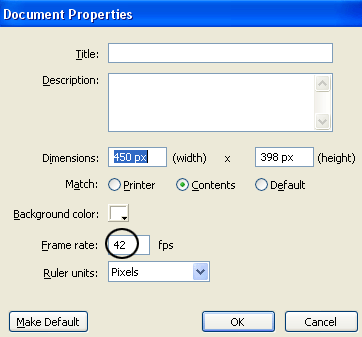 Document Properties
Title:
Description:
Dimensions: 450 px (width) x 398 px (height)
Match: Printer Contents Default
Background color:
Frame rate: 42 fps
Ruler units: Pixels
Make Default OK Cancel